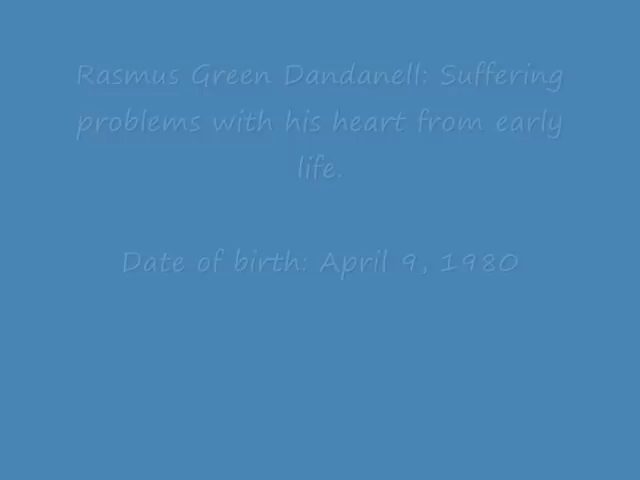 Rasmus Green Dandanell: Suffering
problems with his heart from early
life.
Date of birth: April 9, 1980